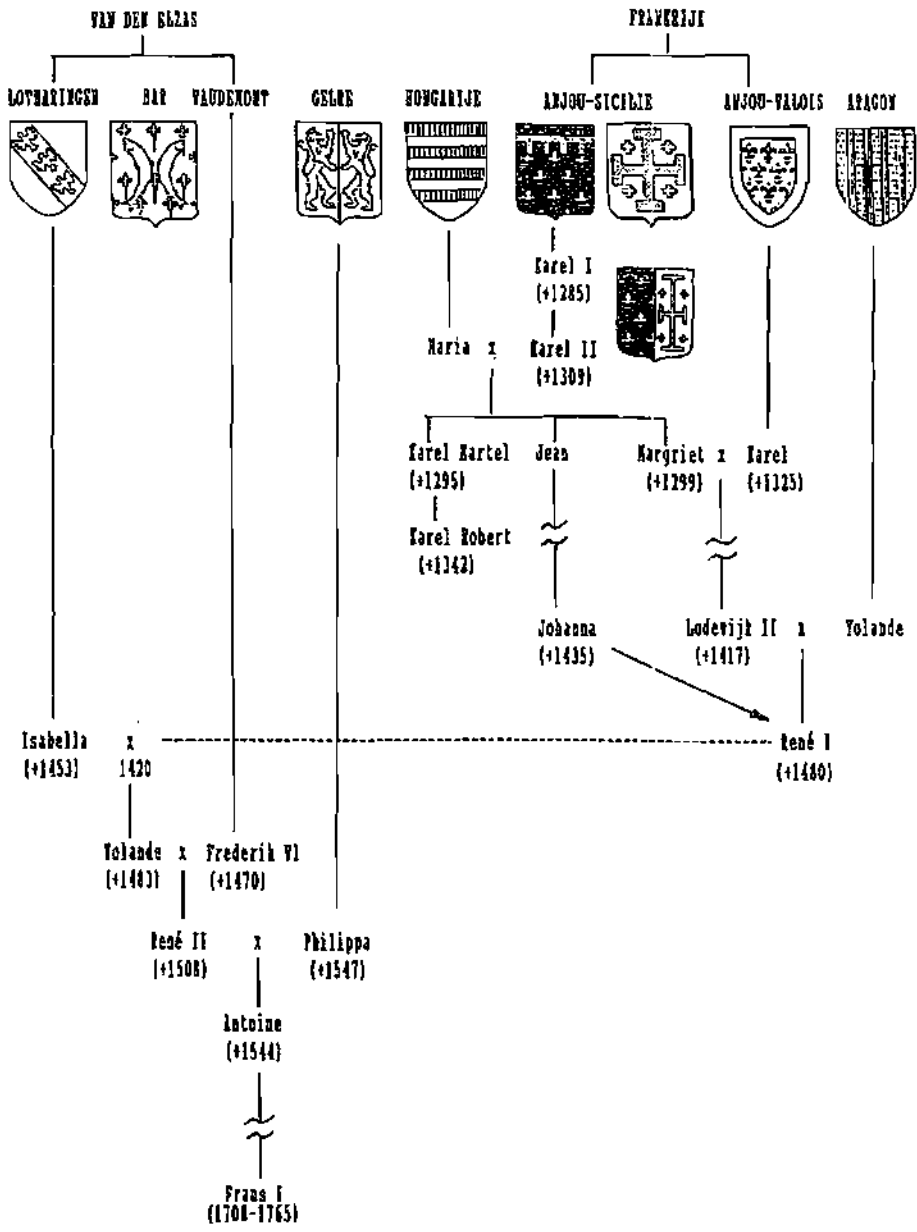 VAN DEN ELZAS
FRANKRIJK
LOTHARINGEN
BAR
VAUDEMONT
GELRE
HONGARIJE
ANJOU-SICILIE
ANJOU-VALOIS
ARAGON
Karel I
(+1285)
Maria x Karel II
(+1309)
Karel Martel
(+1295)
Jean
Margriet x Karel
(+1299) (+1325)
Karel Robert
(+1342)
Johanna
(+1435)
Lodewijk II x Yolande
(+1417)
Isabella x
(+1453) 1420
René I
(+1480)
Yolande x Frederik VI
(+1483) (+1470)
René II x Philippa
(+1508) (+1547)
Antoine
(+1544)
Frans I
(1708-1765)